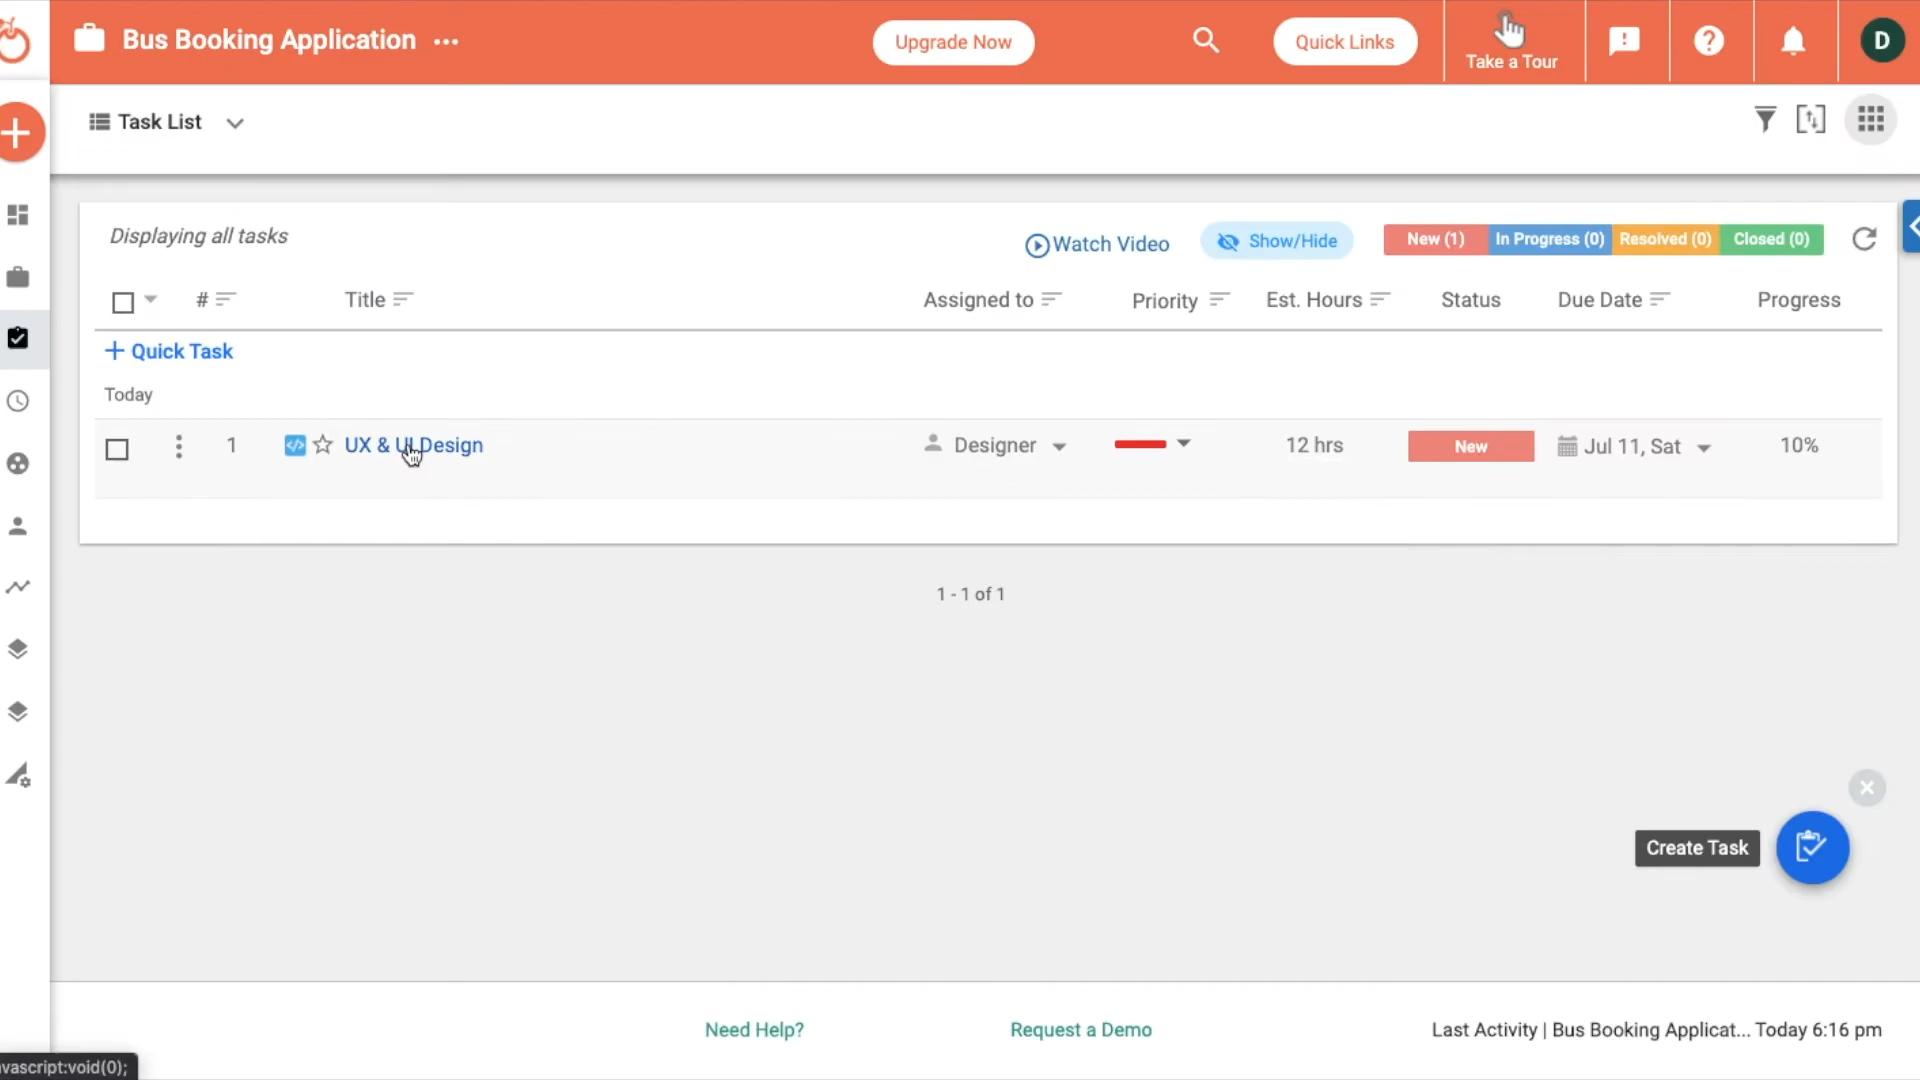 Bus Booking Application ...
Upgrade Now
Quick Links
Take a Tour
D
Task List
Displaying all tasks
Watch Video
Show/Hide
New (1) In Progress (0) Resolved (0) Closed (0)
# Title Assigned to Priority Est. Hours Status Due Date Progress
+ Quick Task
Today
1 UX & UI Design Designer 12 hrs New Jul 11, Sat 10%
1 - 1 of 1
Create Task
Need Help? Request a Demo Last Activity | Bus Booking Applicat... Today 6:16 pm
avascript:void(0);